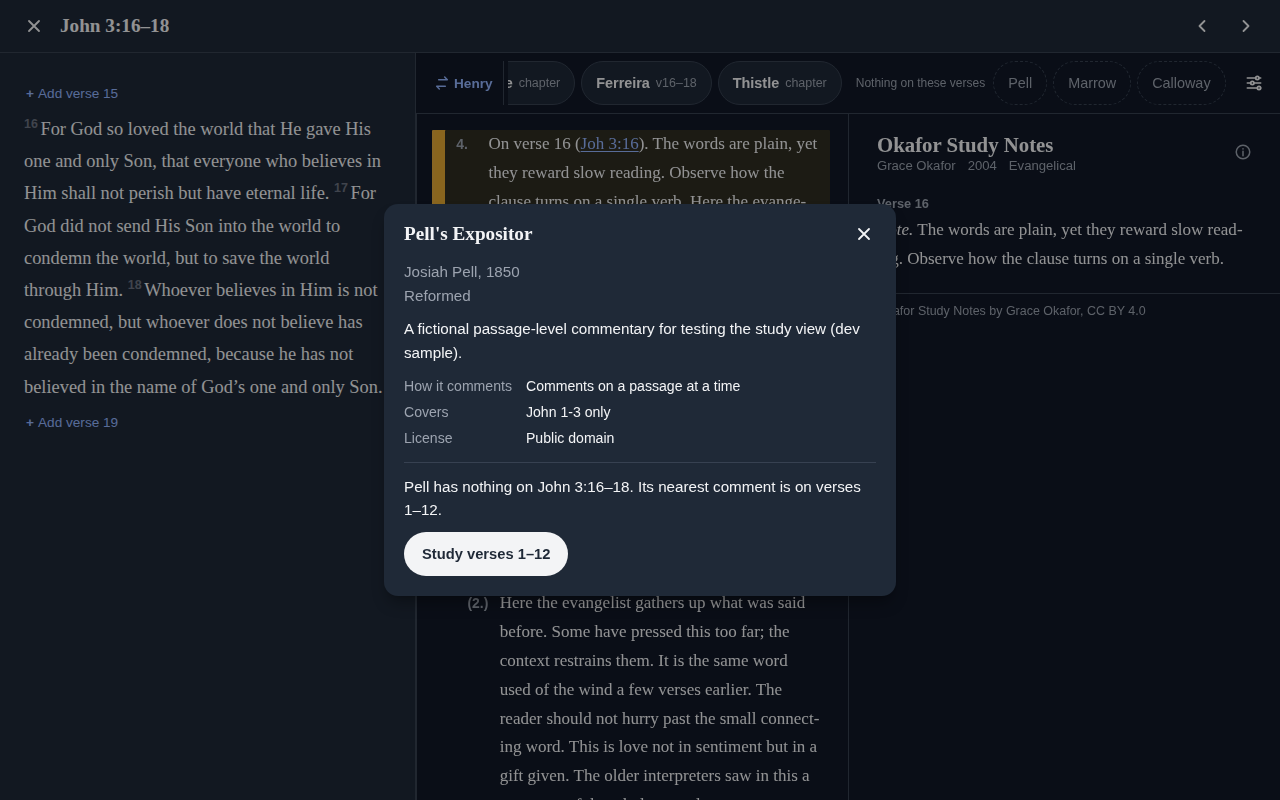 John 3:16–18
+ Add verse 15
16 For God so loved the world that He gave His
one and only Son, that everyone who believes in
Him shall not perish but have eternal life. 17 For
God did not send His Son into the world to
condemn the world, but to save the world
through Him. 18 Whoever believes in Him is not
condemned, but whoever does not believe has
already been condemned, because he has not
believed in the name of God’s one and only Son.
+ Add verse 19
Henry
chapter
Ferreira v16–18
Thistle chapter
Nothing on these verses
Pell
Marrow
Calloway
4. On verse 16 (Joh 3:16). The words are plain, yet
they reward slow reading. Observe how the
clause turns on a single verb. Here the evange-
Okafor Study Notes
Grace Okafor 2004 Evangelical
Verse 16
The words are plain, yet they reward slow read-
Observe how the clause turns on a single verb.
Study Notes by Grace Okafor, CC BY 4.0
Pell's Expositor
Josiah Pell, 1850
Reformed
A fictional passage-level commentary for testing the study view (dev
sample).
How it comments Comments on a passage at a time
Covers John 1-3 only
License Public domain
Pell has nothing on John 3:16–18. Its nearest comment is on verses
1–12.
Study verses 1–12
(2.) Here the evangelist gathers up what was said
before. Some have pressed this too far; the
context restrains them. It is the same word
used of the wind a few verses earlier. The
reader should not hurry past the small connect-
ing word. This is love not in sentiment but in a
gift given. The older interpreters saw in this a